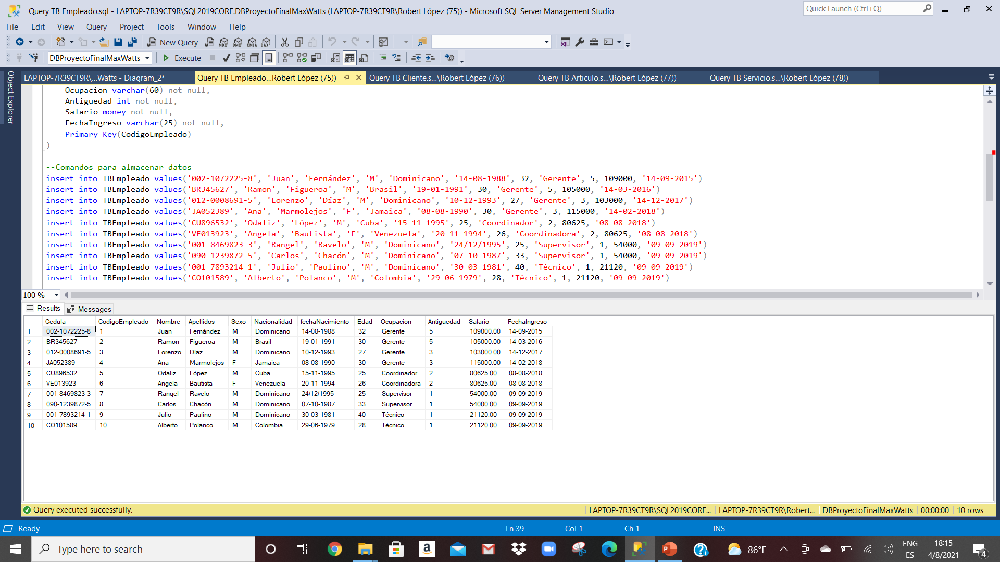 Query TB Empleado.sql - LAPTOP-7R39CT9R\SQL2019CORE.DBProyectoFinalMaxWatts (LAPTOP-7R39CT9R\Robert López (75)) - Microsoft SQL Server Management Studio
Quick Launch (Ctrl+Q)
File Edit View Query Project Tools Window Help
New Query MDX DMX XMLA DAX
DBProyectoFinalMaxWatts Execute
Object Explorer
LAPTOP-7R39CT9R\...Watts - Diagram_2* Query TB Empleado...Robert López (75)) Query TB Cliente.s...\Robert López (76)) Query TB Articulo.s...\Robert López (77)) Query TB Servicio.s...\Robert López (78))
Ocupacion varchar(60) not null,
Antiguedad int not null,
Salario money not null,
FechaIngreso varchar(25) not null,
Primary Key(CodigoEmpleado)
)
--Comandos para almacenar datos
insert into TBEmpleado values('002-1072225-8', 'Juan', 'Fernández', 'M', 'Dominicano', '14-08-1988', 32, 'Gerente', 5, 109000, '14-09-2015')
insert into TBEmpleado values('BR345627', 'Ramon', 'Figueroa', 'M', 'Brasil', '19-01-1991', 30, 'Gerente', 5, 105000, '14-03-2016')
insert into TBEmpleado values('012-0008691-5', 'Lorenzo', 'Díaz', 'M', 'Dominicano', '10-12-1993', 27, 'Gerente', 3, 103000, '14-12-2017')
insert into TBEmpleado values('JA052389', 'Ana', 'Marmolejos', 'F', 'Jamaica', '08-08-1990', 30, 'Gerente', 3, 115000, '14-02-2018')
insert into TBEmpleado values('CU896532', 'Odaliz', 'López', 'M', 'Cuba', '15-11-1995', 25, 'Coordinador', 2, 80625, '08-08-2018')
insert into TBEmpleado values('VE013923', 'Angela', 'Bautista', 'F', 'Venezuela', '20-11-1994', 26, 'Coordinadora', 2, 80625, '08-08-2018')
insert into TBEmpleado values('001-8469823-3', 'Rangel', 'Ravelo', 'M', 'Dominicano', '24/12/1995', 25, 'Supervisor', 1, 54000, '09-09-2019')
insert into TBEmpleado values('090-1239872-5', 'Carlos', 'Chacón', 'M', 'Dominicano', '07-10-1987', 33, 'Supervisor', 1, 54000, '09-09-2019')
insert into TBEmpleado values('001-7893214-1', 'Julio', 'Paulino', 'M', 'Dominicano', '30-03-1981', 40, 'Técnico', 1, 21120, '09-09-2019')
insert into TBEmpleado values('CO101589', 'Alberto', 'Polanco', 'M', 'Colombia', '29-06-1979', 28, 'Técnico', 1, 21120, '09-09-2019')
100 %
Results Messages
Cedula CodigoEmpleado Nombre Apellidos Sexo Nacionalidad fechaNacimiento Edad Ocupacion Antiguedad Salario FechaIngreso
1 002-1072225-8 1 Juan Fernández M Dominicano 14-08-1988 32 Gerente 5 109000.00 14-09-2015
2 BR345627 2 Ramon Figueroa M Brasil 19-01-1991 30 Gerente 5 105000.00 14-03-2016
3 012-0008691-5 3 Lorenzo Díaz M Dominicano 10-12-1993 27 Gerente 3 103000.00 14-12-2017
4 JA052389 4 Ana Marmolejos F Jamaica 08-08-1990 30 Gerente 3 115000.00 14-02-2018
5 CU896532 5 Odaliz López M Cuba 15-11-1995 25 Coordinador 2 80625.00 08-08-2018
6 VE013923 6 Angela Bautista F Venezuela 20-11-1994 26 Coordinadora 2 80625.00 08-08-2018
7 001-8469823-3 7 Rangel Ravelo M Dominicano 24/12/1995 25 Supervisor 1 54000.00 09-09-2019
8 090-1239872-5 8 Carlos Chacón M Dominicano 07-10-1987 33 Supervisor 1 54000.00 09-09-2019
9 001-7893214-1 9 Julio Paulino M Dominicano 30-03-1981 40 Técnico 1 21120.00 09-09-2019
10 CO101589 10 Alberto Polanco M Colombia 29-06-1979 28 Técnico 1 21120.00 09-09-2019
Query executed successfully. LAPTOP-7R39CT9R\SQL2019CORE... LAPTOP-7R39CT9R\Robert... DBProyectoFinalMaxWatts 00:00:00 10 rows
Ready Ln 39 Col 1 Ch 1 INS
Type here to search
86°F
ENG
ES
18:15
4/8/2021
4